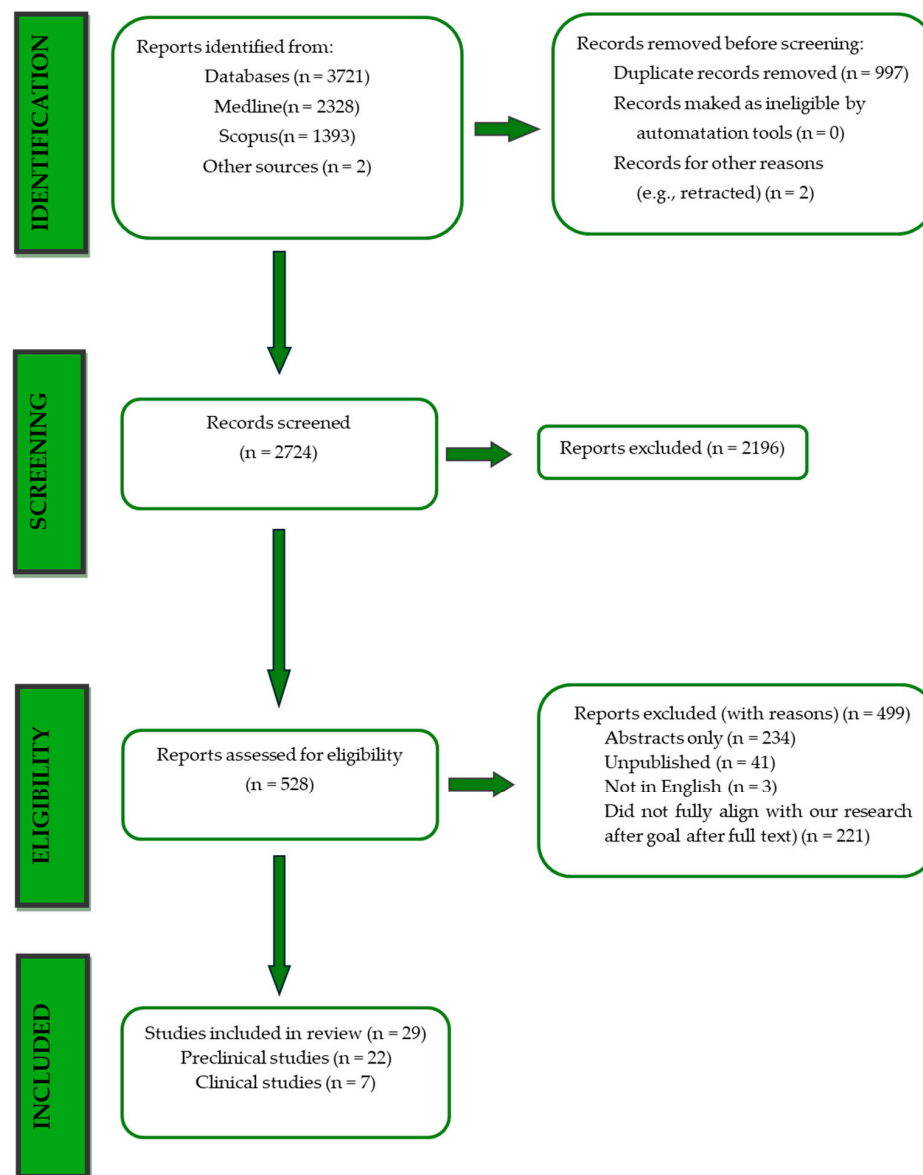 IDENTIFICATION
Reports identified from:
Databases (n = 3721)
Medline(n = 2328)
Scopus(n = 1393)
Other sources (n = 2)
Records removed before screening:
Duplicate records removed (n = 997)
Records maked as ineligible by
automatation tools (n = 0)
Records for other reasons
(e.g., retracted) (n = 2)
SCREENING
Records screened
(n = 2724)
Reports excluded (n = 2196)
ELIGIBILITY
Reports assessed for eligibility
(n = 528)
Reports excluded (with reasons) (n = 499)
Abstracts only (n = 234)
Unpublished (n = 41)
Not in English (n = 3)
Did not fully align with our research
after goal after full text) (n = 221)
INCLUDED
Studies included in review (n = 29)
Preclinical studies (n = 22)
Clinical studies (n = 7)